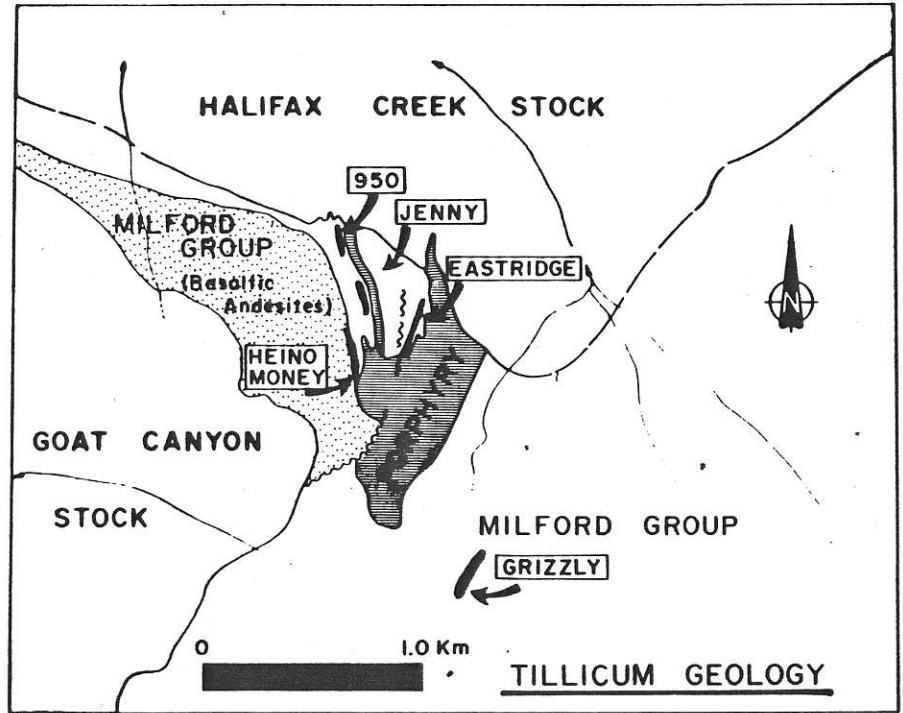 HALIFAX CREEK STOCK
950
JENNY
MILFORD
GROUP
(Basaltic
Andesites)
EASTRIDGE
N
HEINO
MONEY
PORPHYRY
GOAT CANYON
STOCK
MILFORD GROUP
GRIZZLY
0 1.0 Km
TILLICUM GEOLOGY